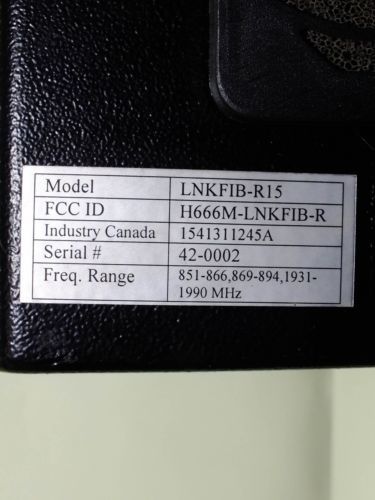 Model LNKFIB-R15
FCC ID H666M-LNKFIB-R
Industry Canada 1541311245A
Serial # 42-0002
Freq. Range 851-866,869-894,1931-
1990 MHz